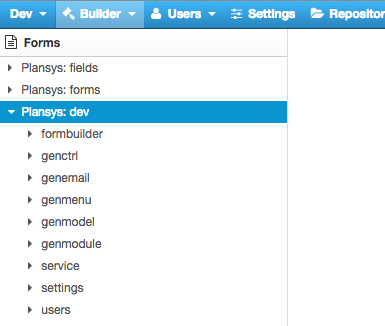 Dev Builder Users Settings Repositor
Forms
Plansys: fields
Plansys: forms
Plansys: dev
formbuilder
genctrl
genemail
genmenu
genmodel
genmodule
service
settings
users